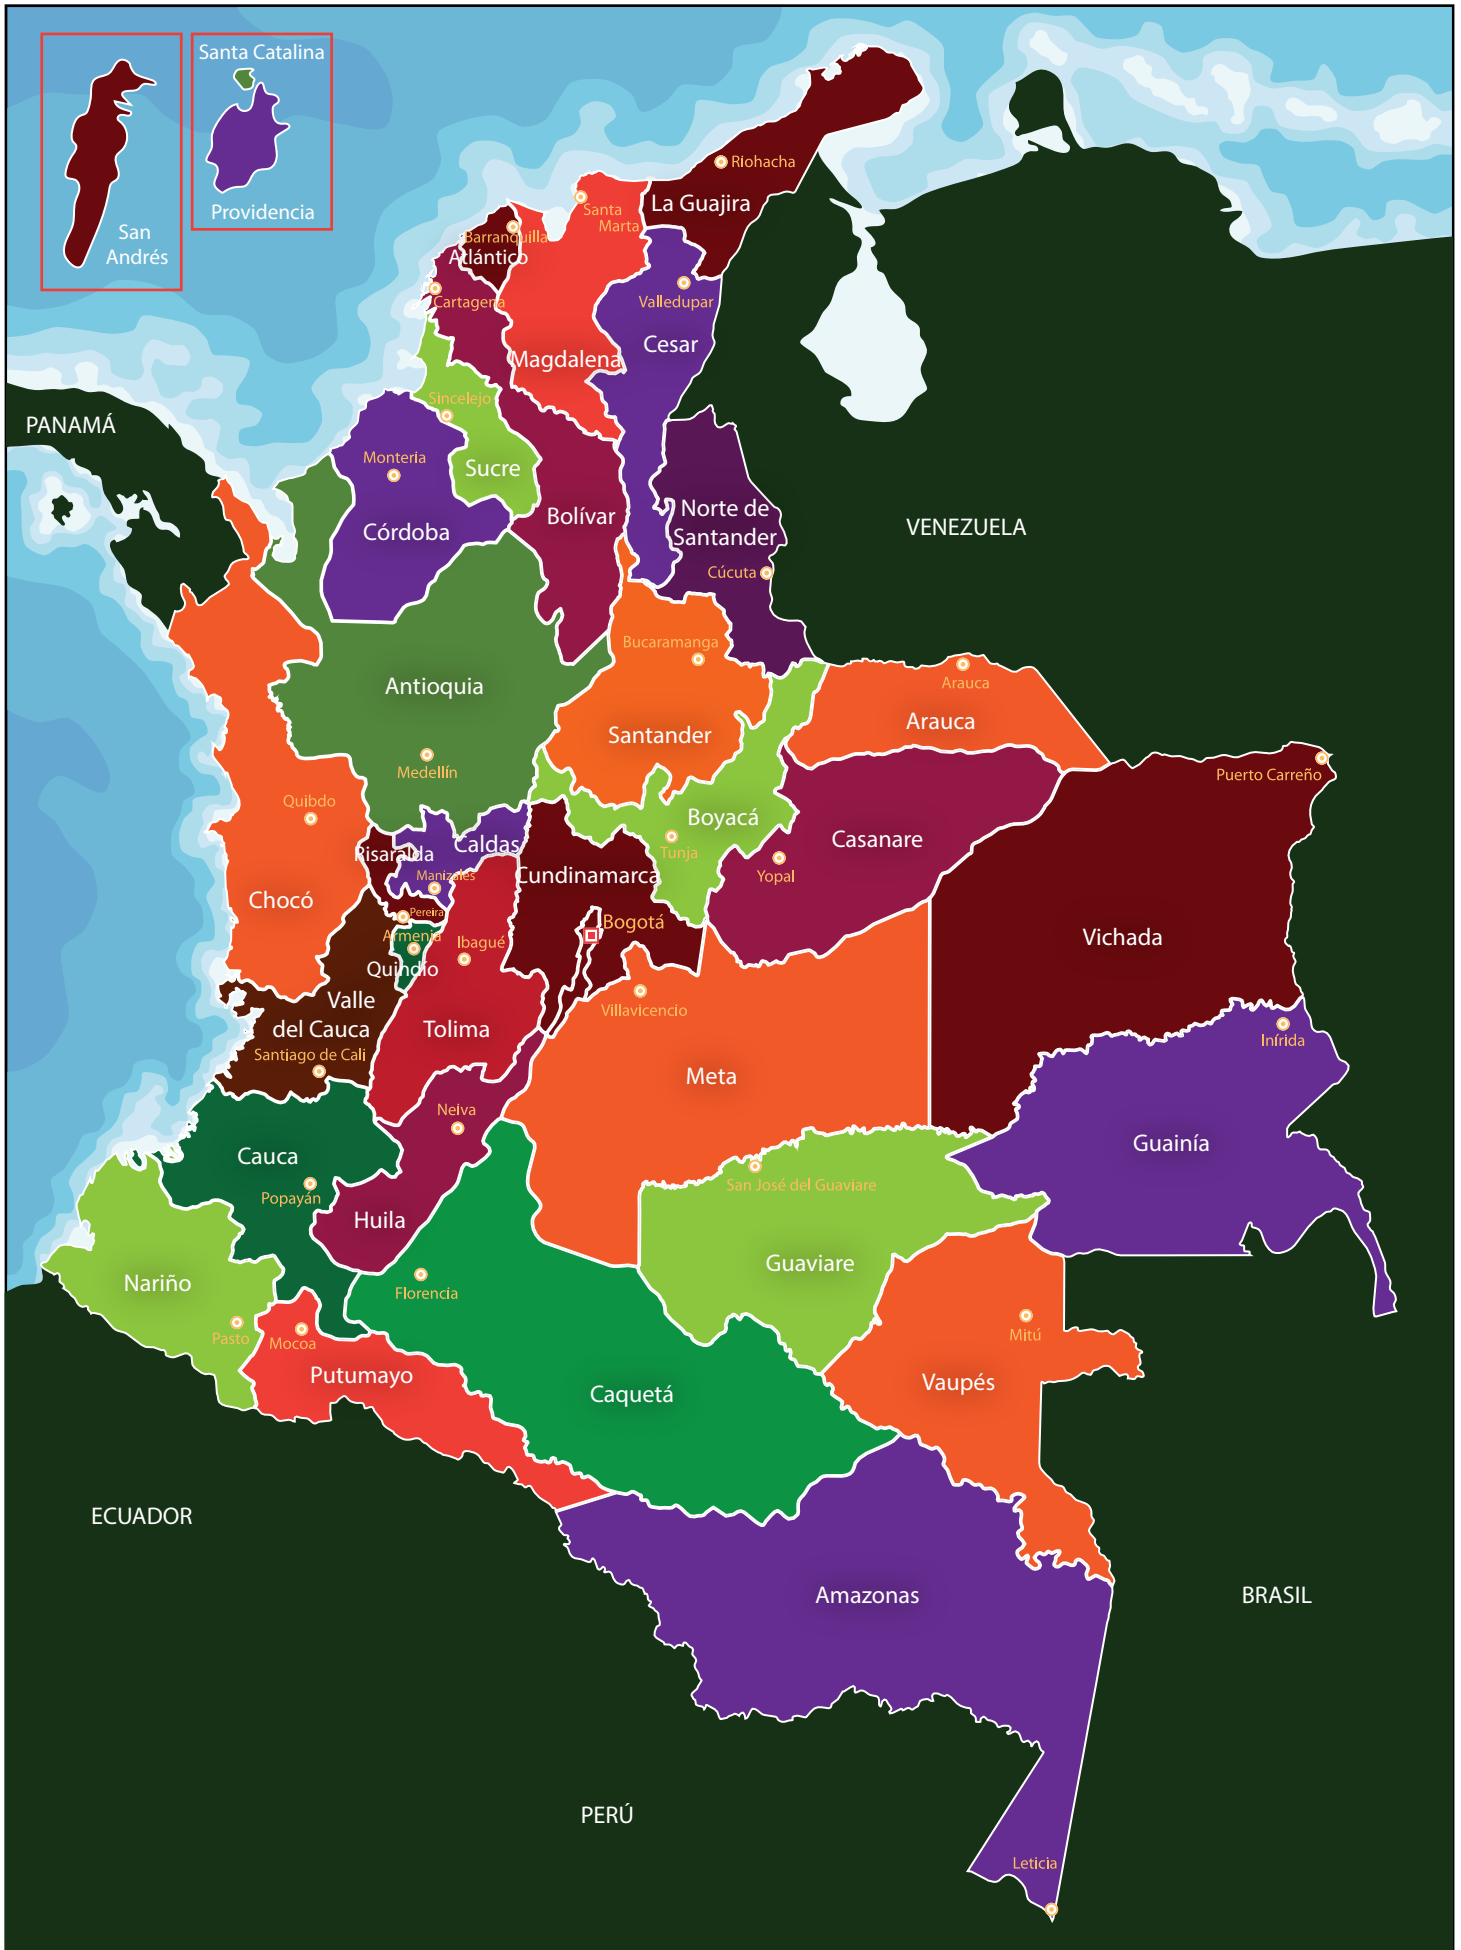 Santa Catalina
Providencia
San
Andrés
Riohacha
La Guajira
Santa
Marta
Barranquilla
Atlántico
Cartagena
Valledupar
Cesar
Magdalena
Sincelejo
PANAMÁ
Monteria
Sucre
Norte de
Santander
Bolívar
Córdoba
VENEZUELA
Cúcuta
Bucaramanga
Antioquia
Arauca
Arauca
Santander
Medellín
Puerto Carreño
Quibdo
Boyacá
Casanare
Tunja
Caldas
Risaralda
Manizales
Cundinamarca
Yopal
Chocó
Pereira
Bogotá
Armenia
Ibagué
Vichada
Quindío
Valle
del Cauca
Villavicencio
Tolima
Santiago de Cali
Inírida
Meta
Neiva
Guainía
Cauca
Popayán
San José del Guaviare
Huila
Guaviare
Nariño
Florencia
Pasto
Mocoa
Mitú
Putumayo
Caquetá
Vaupés
ECUADOR
Amazonas
BRASIL
PERÚ
Leticia